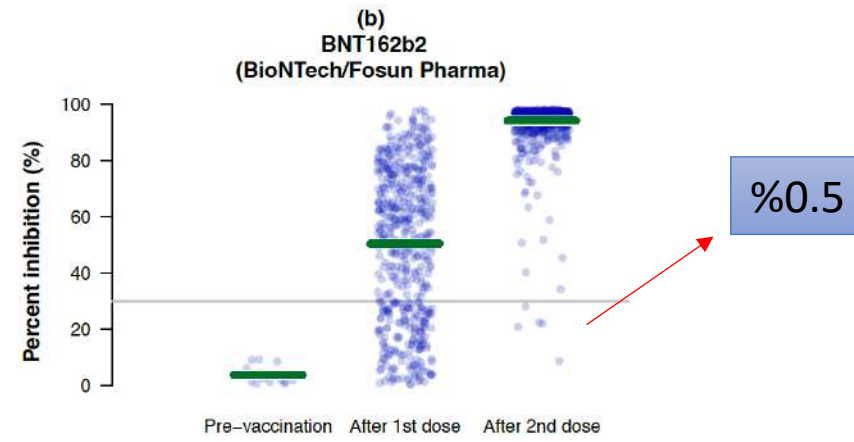 (b)
BNT162b2
(BioNTech/Fosun Pharma)
Percent inhibition (%)
100
80
60
40
20
0
%0.5
Pre−vaccination After 1st dose After 2nd dose